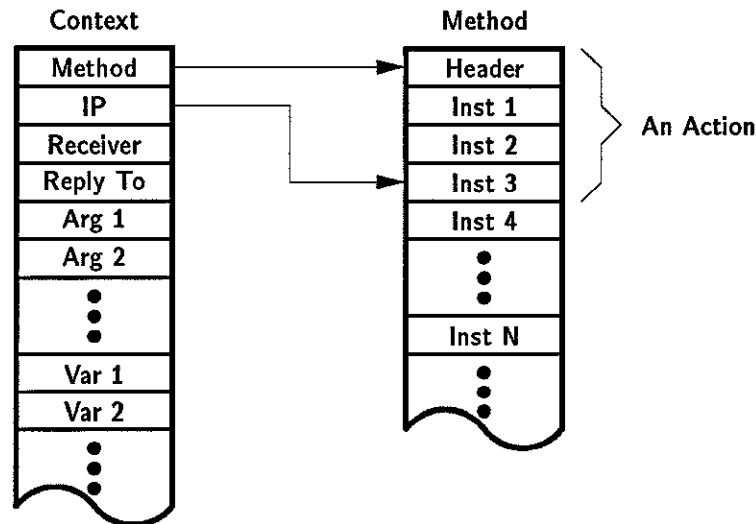 Context
Method
IP
Receiver
Reply To
Arg 1
Arg 2
Var 1
Var 2
Method
Header
Inst 1
Inst 2
Inst 3
Inst 4
Inst N
An Action